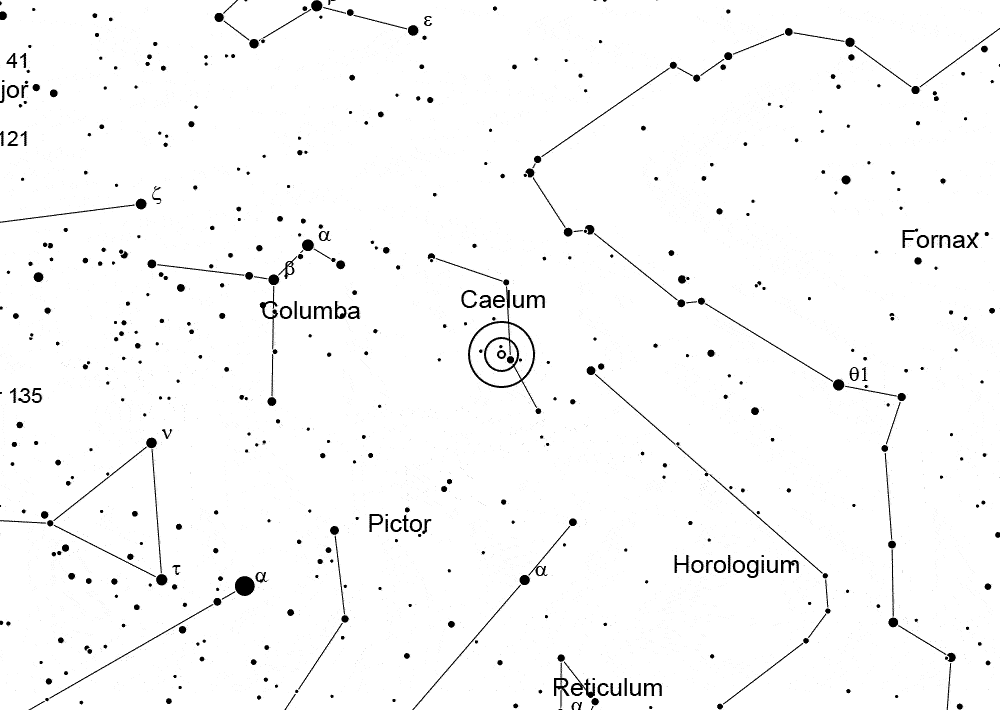 ε
41
jor
121
ζ
α
Fornax
β
Caelum
Columba
θ1
135
ν
Pictor
Horologium
τ
α
α
Reticulum
α